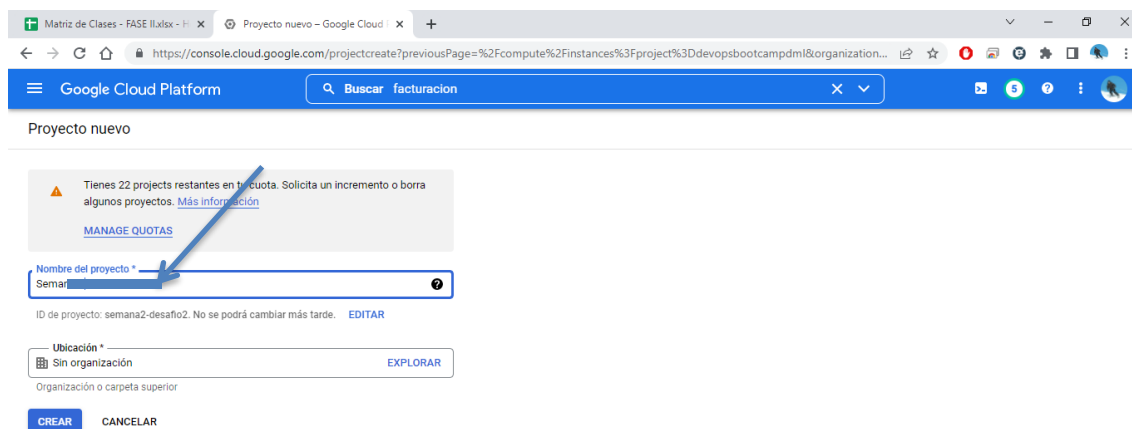 Matriz de Clases - FASE II.xlsx - H
Proyecto nuevo – Google Cloud
https://console.cloud.google.com/projectcreate?previousPage=%2Fcompute%2Finstances%3Fproject%3Ddevopsbootcampdml&organization...
Google Cloud Platform
Buscar facturacion
5
Proyecto nuevo
Tienes 22 projects restantes en tu cuota. Solicita un incremento o borra
algunos proyectos. Más información
MANAGE QUOTAS
Nombre del proyecto *
ID de proyecto: semana2-desafio2. No se podrá cambiar más tarde. EDITAR
Ubicación *
Sin organización EXPLORAR
Organización o carpeta superior
CREAR CANCELAR